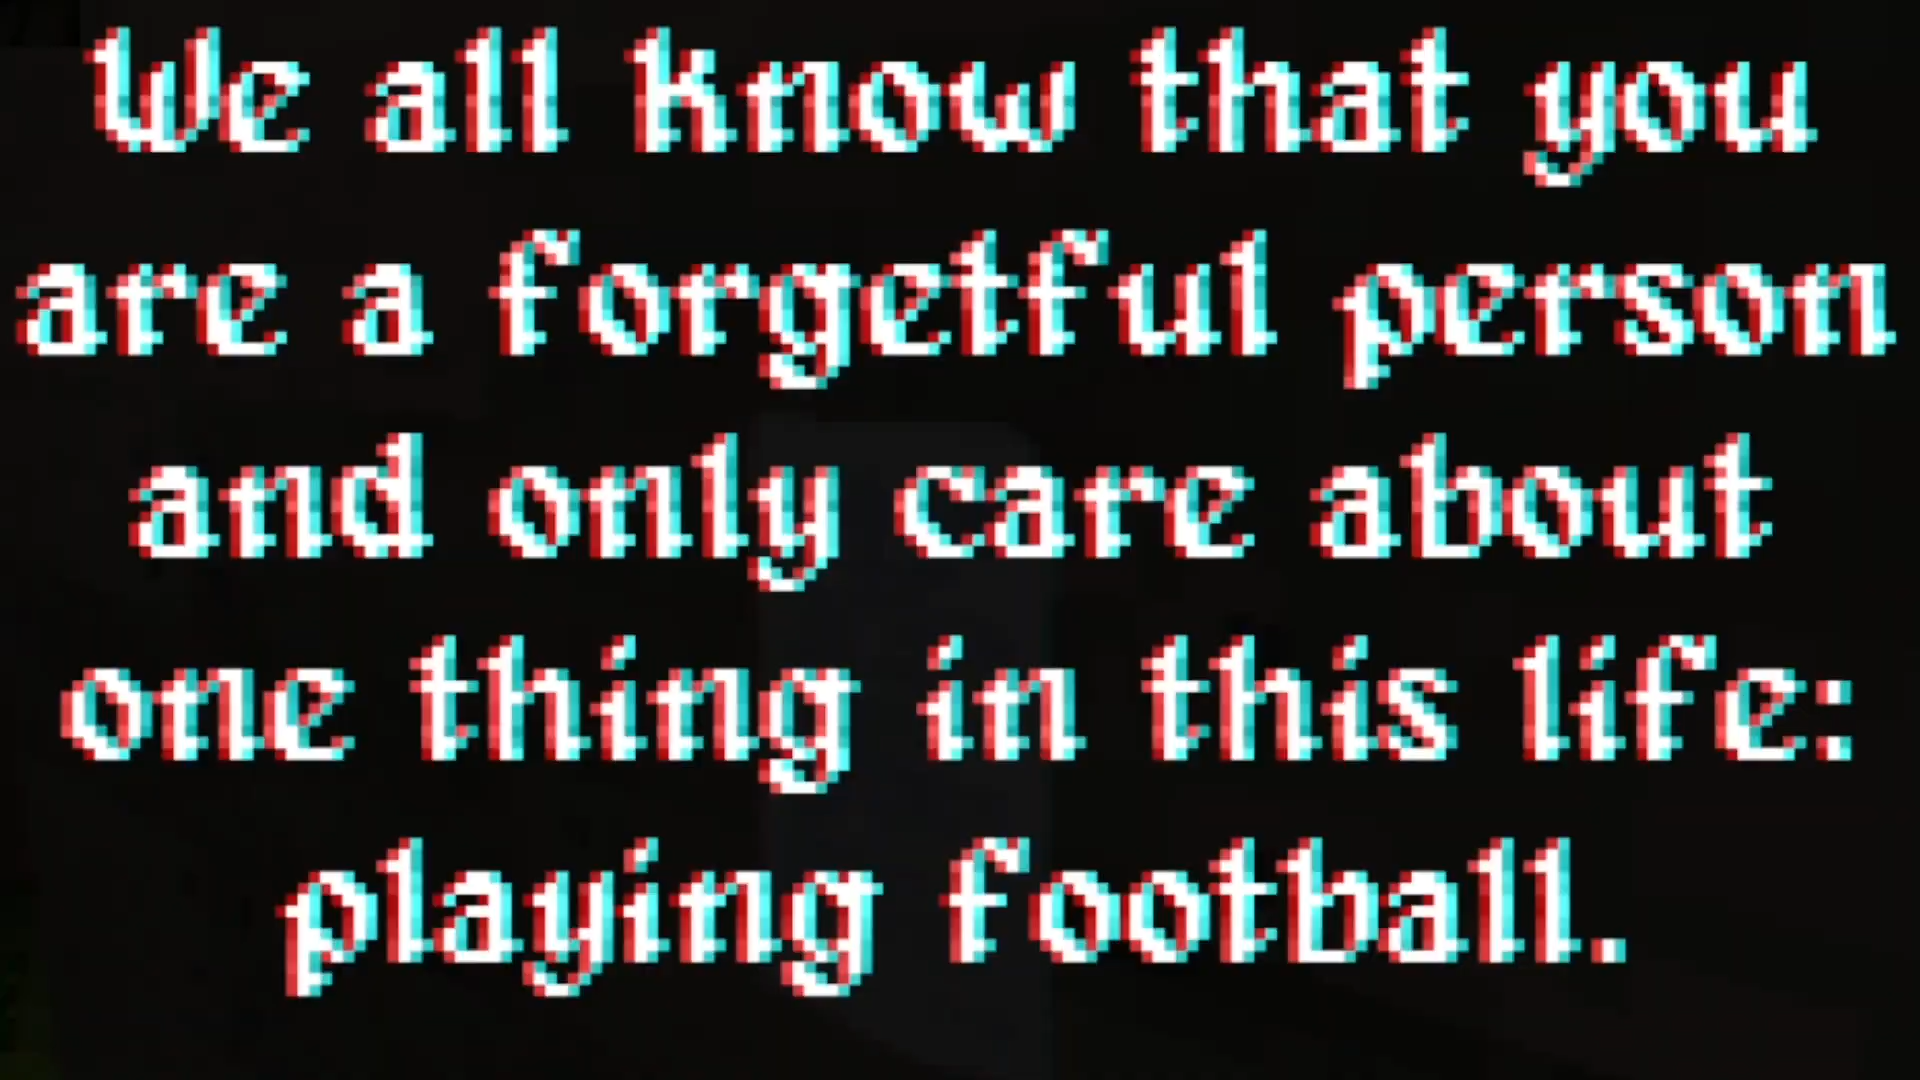 We all know that you
are a forgetful person
and only care about
one thing in this life:
playing football.